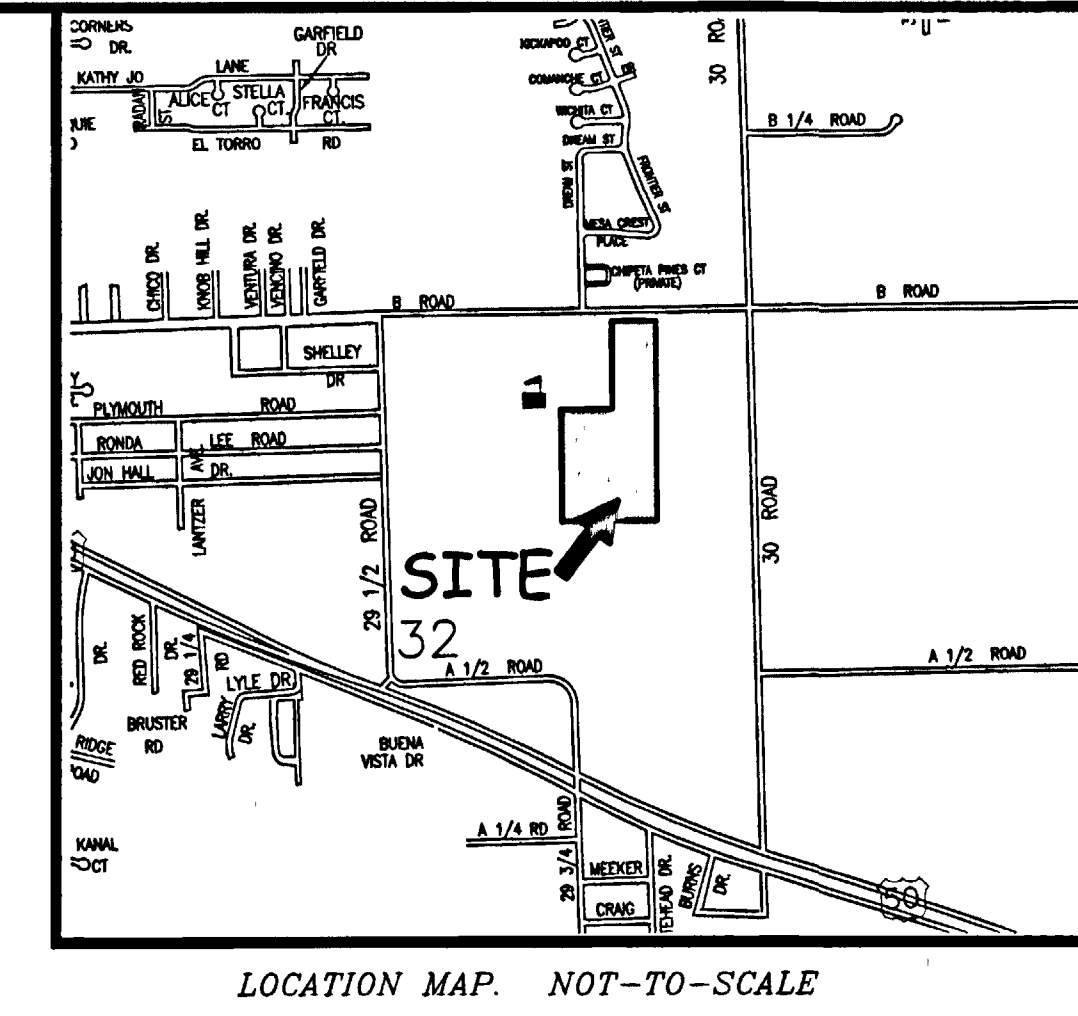 CORNERS
DR.
GARFIELD
DR
KICKAPOO CT
30
KATHY JO
LANE
COMANCHE CT
DR
ALICE
CT
STELLA
CT.
FRANCIS
CT.
ST.
WICHITA CT
B 1/4 ROAD
EL TORRO RD
DREAM ST
DREAM ST
FRONTIER ST
MESA CREST
PLACE
CHICO DR.
KNOB HILL DR.
VENTURA DR.
VENCINO DR.
GARFIELD DR.
CHIPETA PINES CT
(PRIVATE)
B ROAD
B ROAD
SHELLEY
DR
PLYMOUTH ROAD
RONDA LEE ROAD
AVE.
JON HALL DR.
LANTZER
29 1/2 ROAD
30 ROAD
SITE
32
A 1/2 ROAD
A 1/2 ROAD
DR.
RED ROCK
DR.
29 1/4
RD
LYLE DR
LARRY
DR.
BRUSTER
RD
RIDGE
BUENA
VISTA DR
KANAL
CT
A 1/4 RD
29 3/4 ROAD
MEEKER
CRAIG
TEHEAD DR.
BURNS
DR.
50
LOCATION MAP. NOT-TO-SCALE